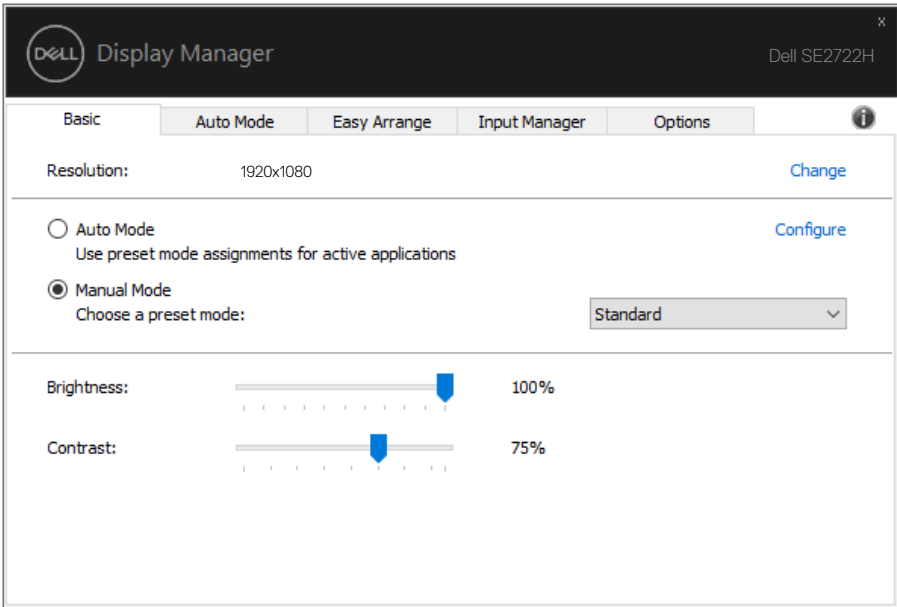 x
DELL Display Manager
Dell SE2722H
Basic Auto Mode Easy Arrange Input Manager Options i
Resolution: 1920x1080 Change
Auto Mode Configure
Use preset mode assignments for active applications
Manual Mode
Choose a preset mode: Standard
Brightness: 100%
Contrast: 75%